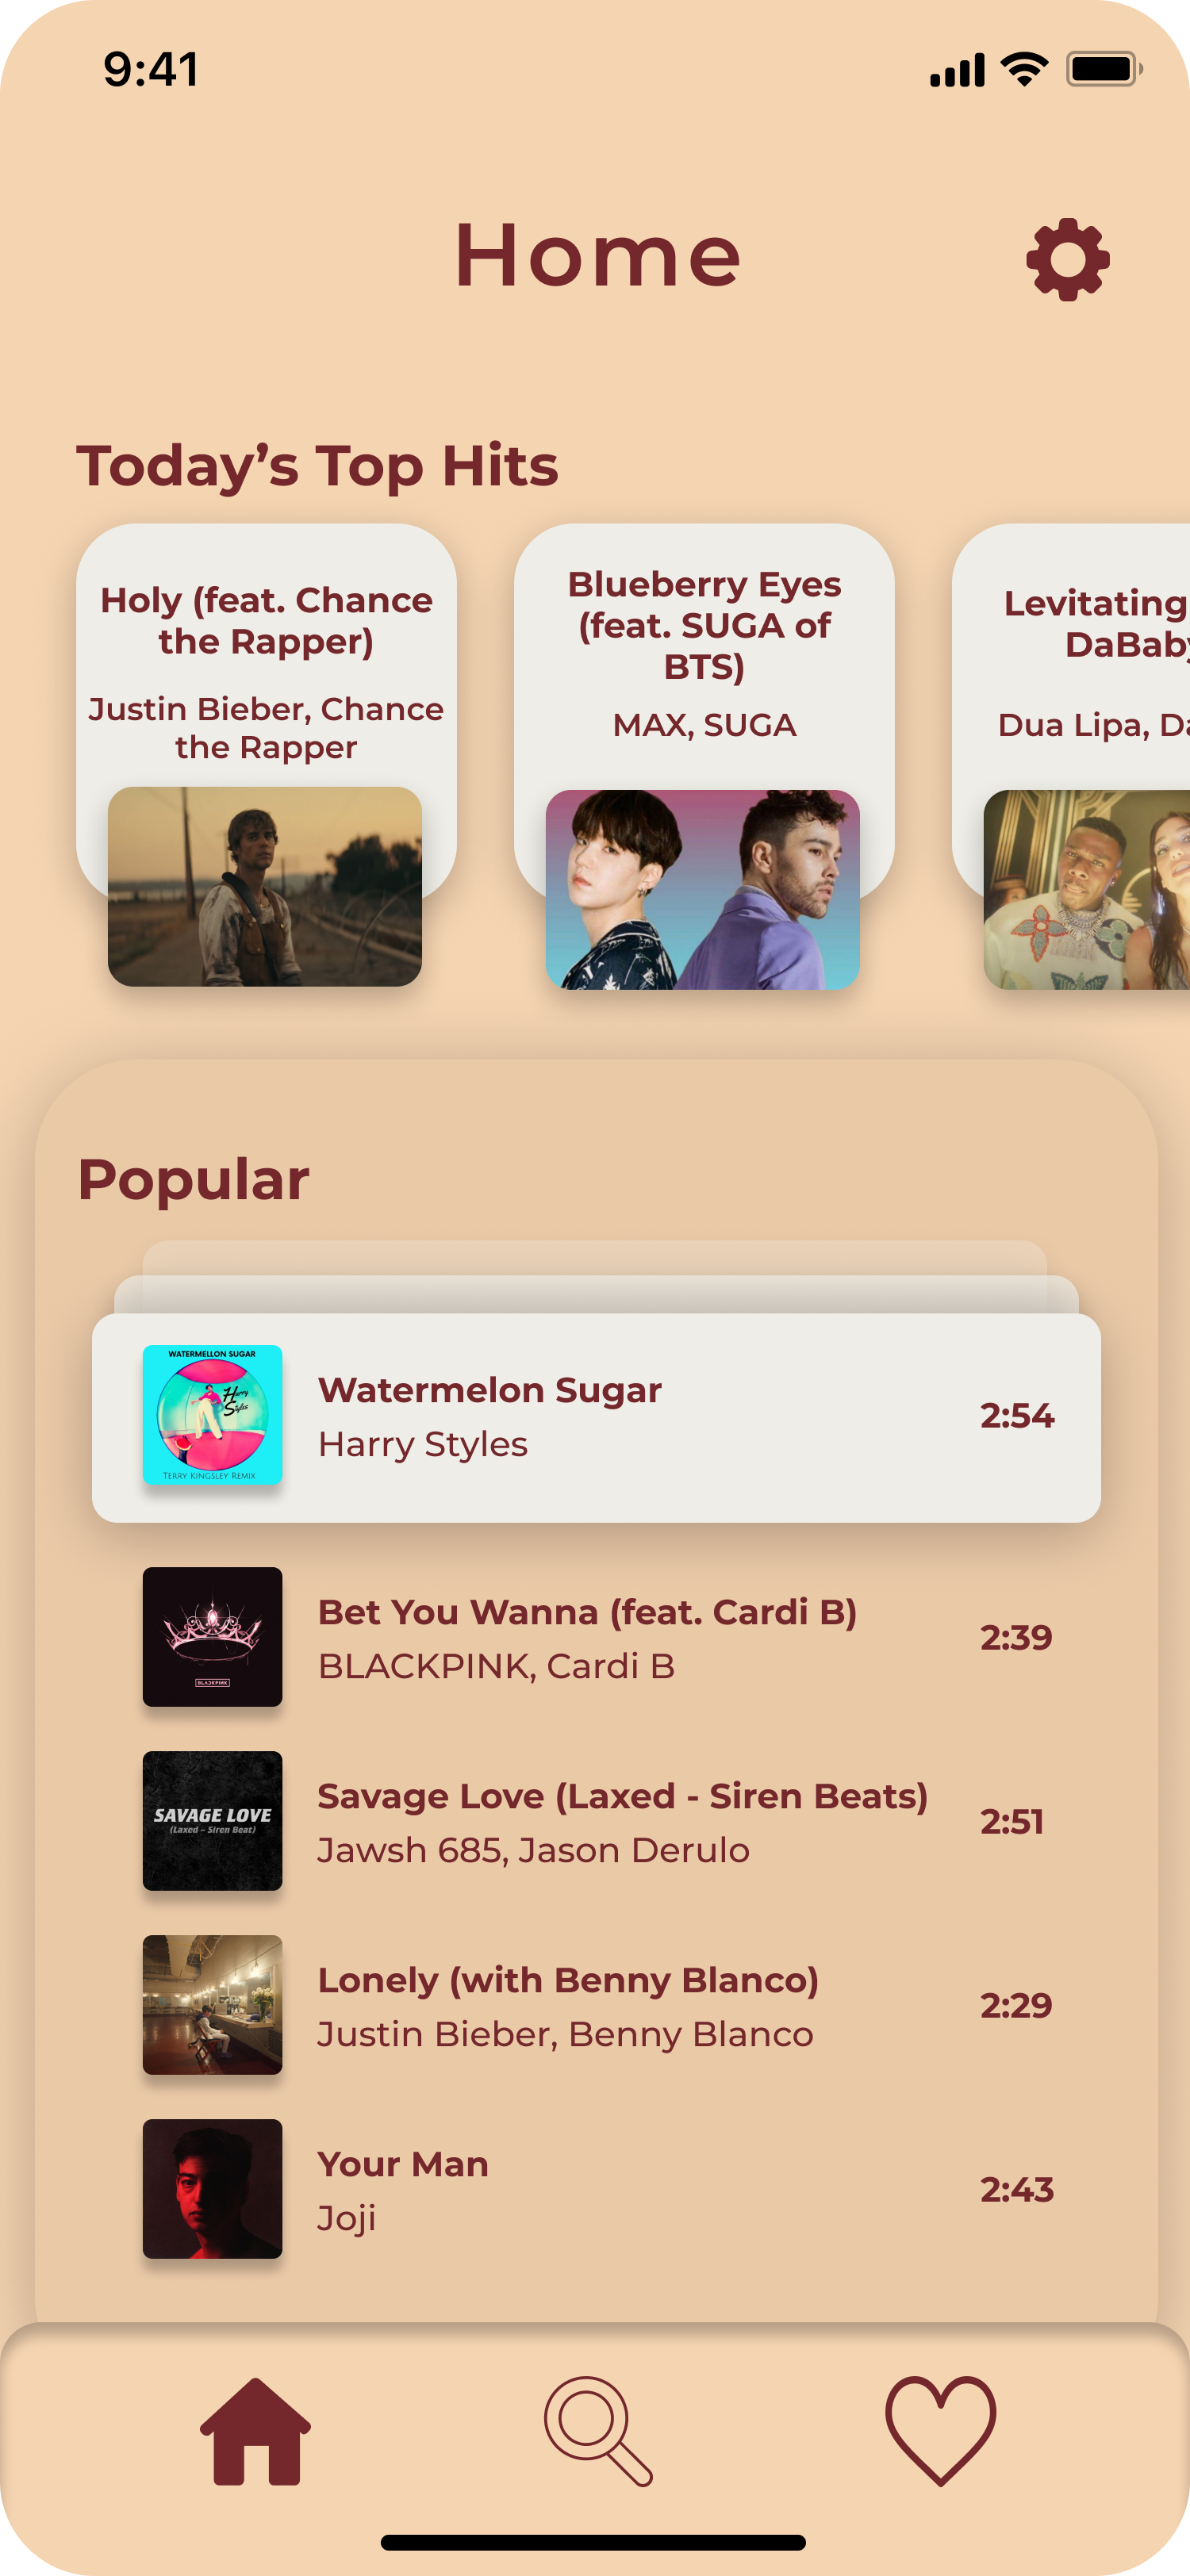 9:41
Home
Today’s Top Hits
Holy (feat. Chance
the Rapper)
Justin Bieber, Chance
the Rapper
Blueberry Eyes
(feat. SUGA of
BTS)
MAX, SUGA
Levitating
DaBaby
Dua Lipa, Da
Popular
WATERMELLON SUGAR
Harry
Styles
TERRY KINGSLEY REMIX
Watermelon Sugar
Harry Styles
2:54
BLACKPINK
Bet You Wanna (feat. Cardi B)
BLACKPINK, Cardi B
2:39
SAVAGE LOVE
(Laxed – Siren Beat)
Savage Love (Laxed - Siren Beats)
Jawsh 685, Jason Derulo
2:51
Lonely (with Benny Blanco)
Justin Bieber, Benny Blanco
2:29
Your Man
Joji
2:43